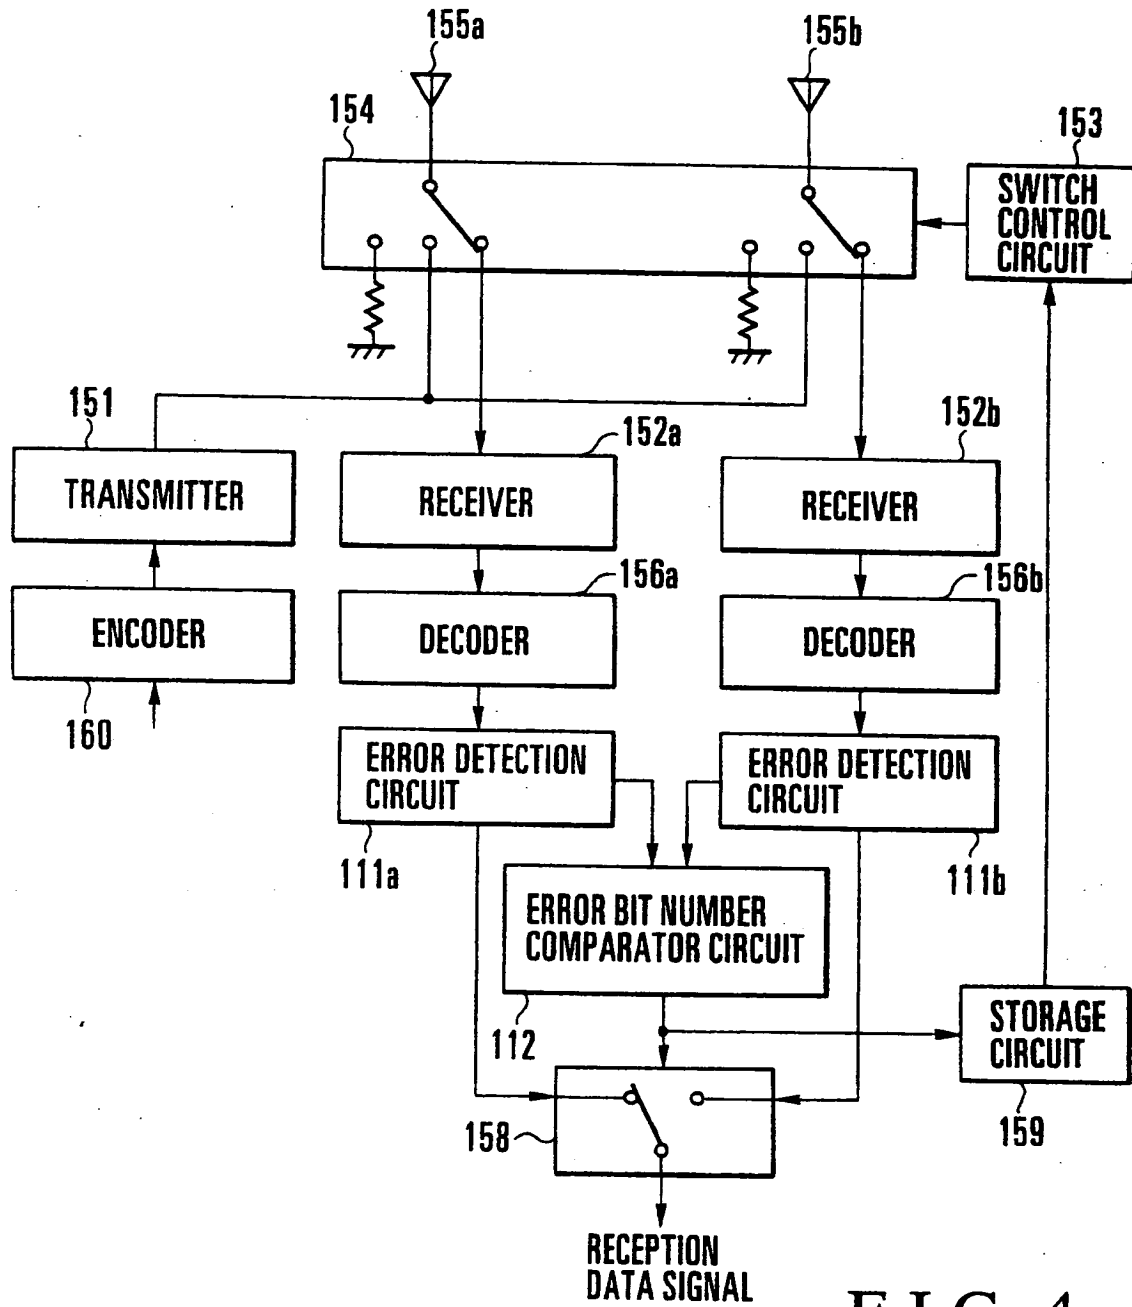 155a
155b
154
153
SWITCH
CONTROL
CIRCUIT
151
152a
152b
TRANSMITTER
RECEIVER
RECEIVER
156a
156b
ENCODER
DECODER
DECODER
160
ERROR DETECTION
CIRCUIT
ERROR DETECTION
CIRCUIT
111a
111b
ERROR BIT NUMBER
COMPARATOR CIRCUIT
112
STORAGE
CIRCUIT
158
159
RECEPTION
DATA SIGNAL
FIG. 4